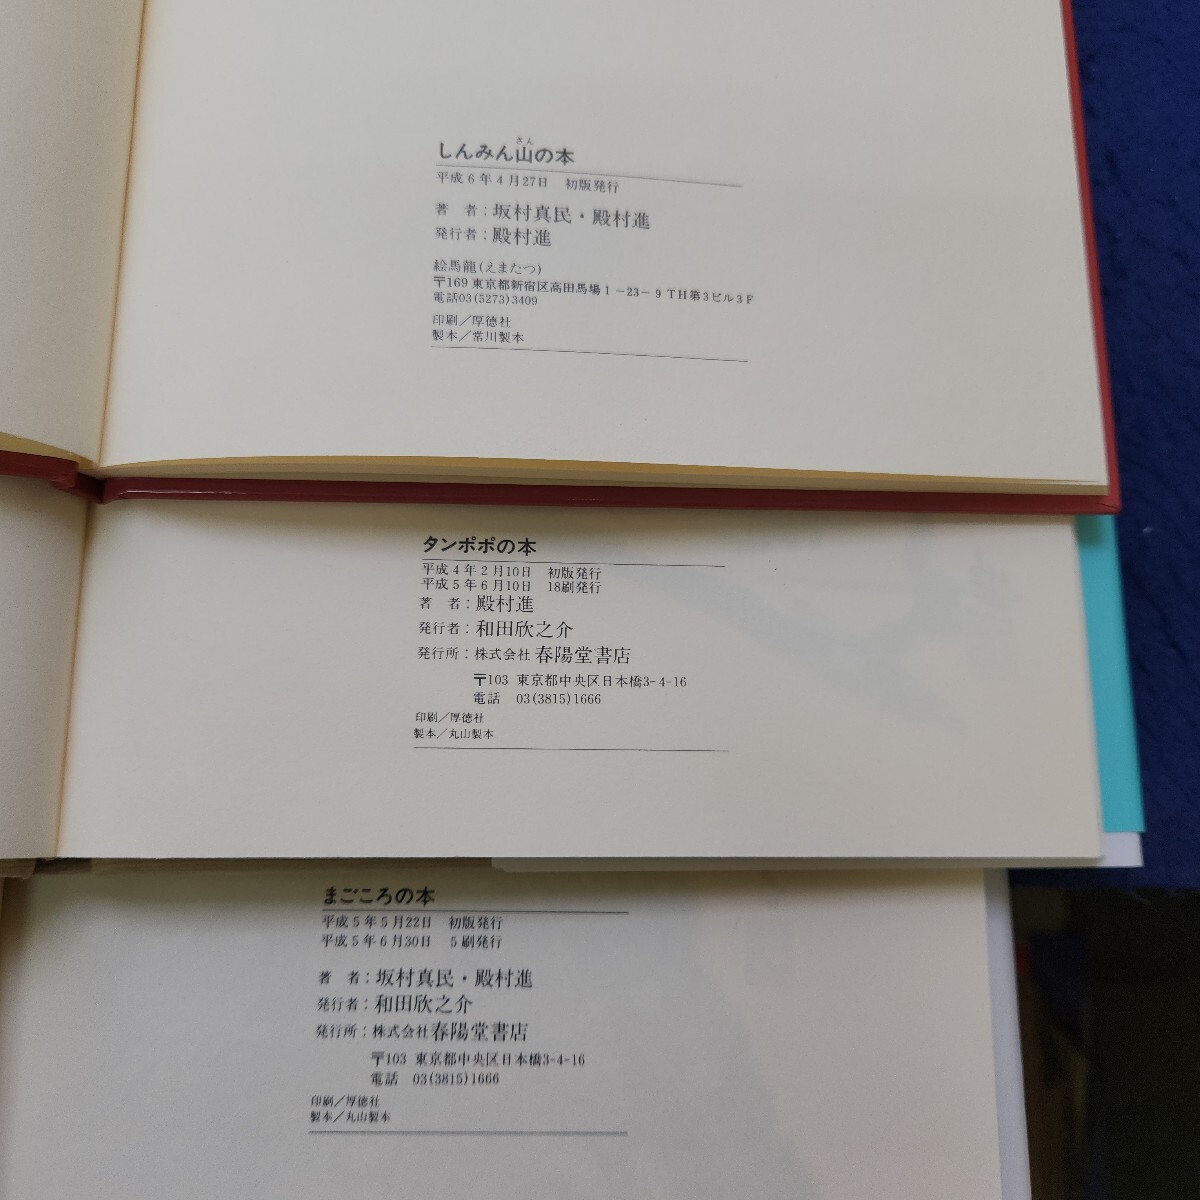 しんみん山の本
さん
平成6年4月27日 初版発行
著 者：坂村真民・殿村進
発行者：殿村進
絵馬龍(えまたつ)
〒169 東京都新宿区高田馬場1-23-9 TH第3ビル3F
電話03(5273)3409
印刷／厚徳社
製本／常川製本
タンポポの本
平成4年2月10日 初版発行
平成5年6月10日 18刷発行
著 者：殿村進
発行者：和田欣之介
発行所：株式会社 春陽堂書店
〒103 東京都中央区日本橋3-4-16
電話 03(3815)1666
印刷／厚徳社
製本／丸山製本
まごころの本
平成5年5月22日 初版発行
平成5年6月30日 5刷発行
著 者：坂村真民・殿村進
発行者：和田欣之介
発行所：株式会社 春陽堂書店
〒103 東京都中央区日本橋3-4-16
電話 03(3815)1666
印刷／厚徳社
製本／丸山製本